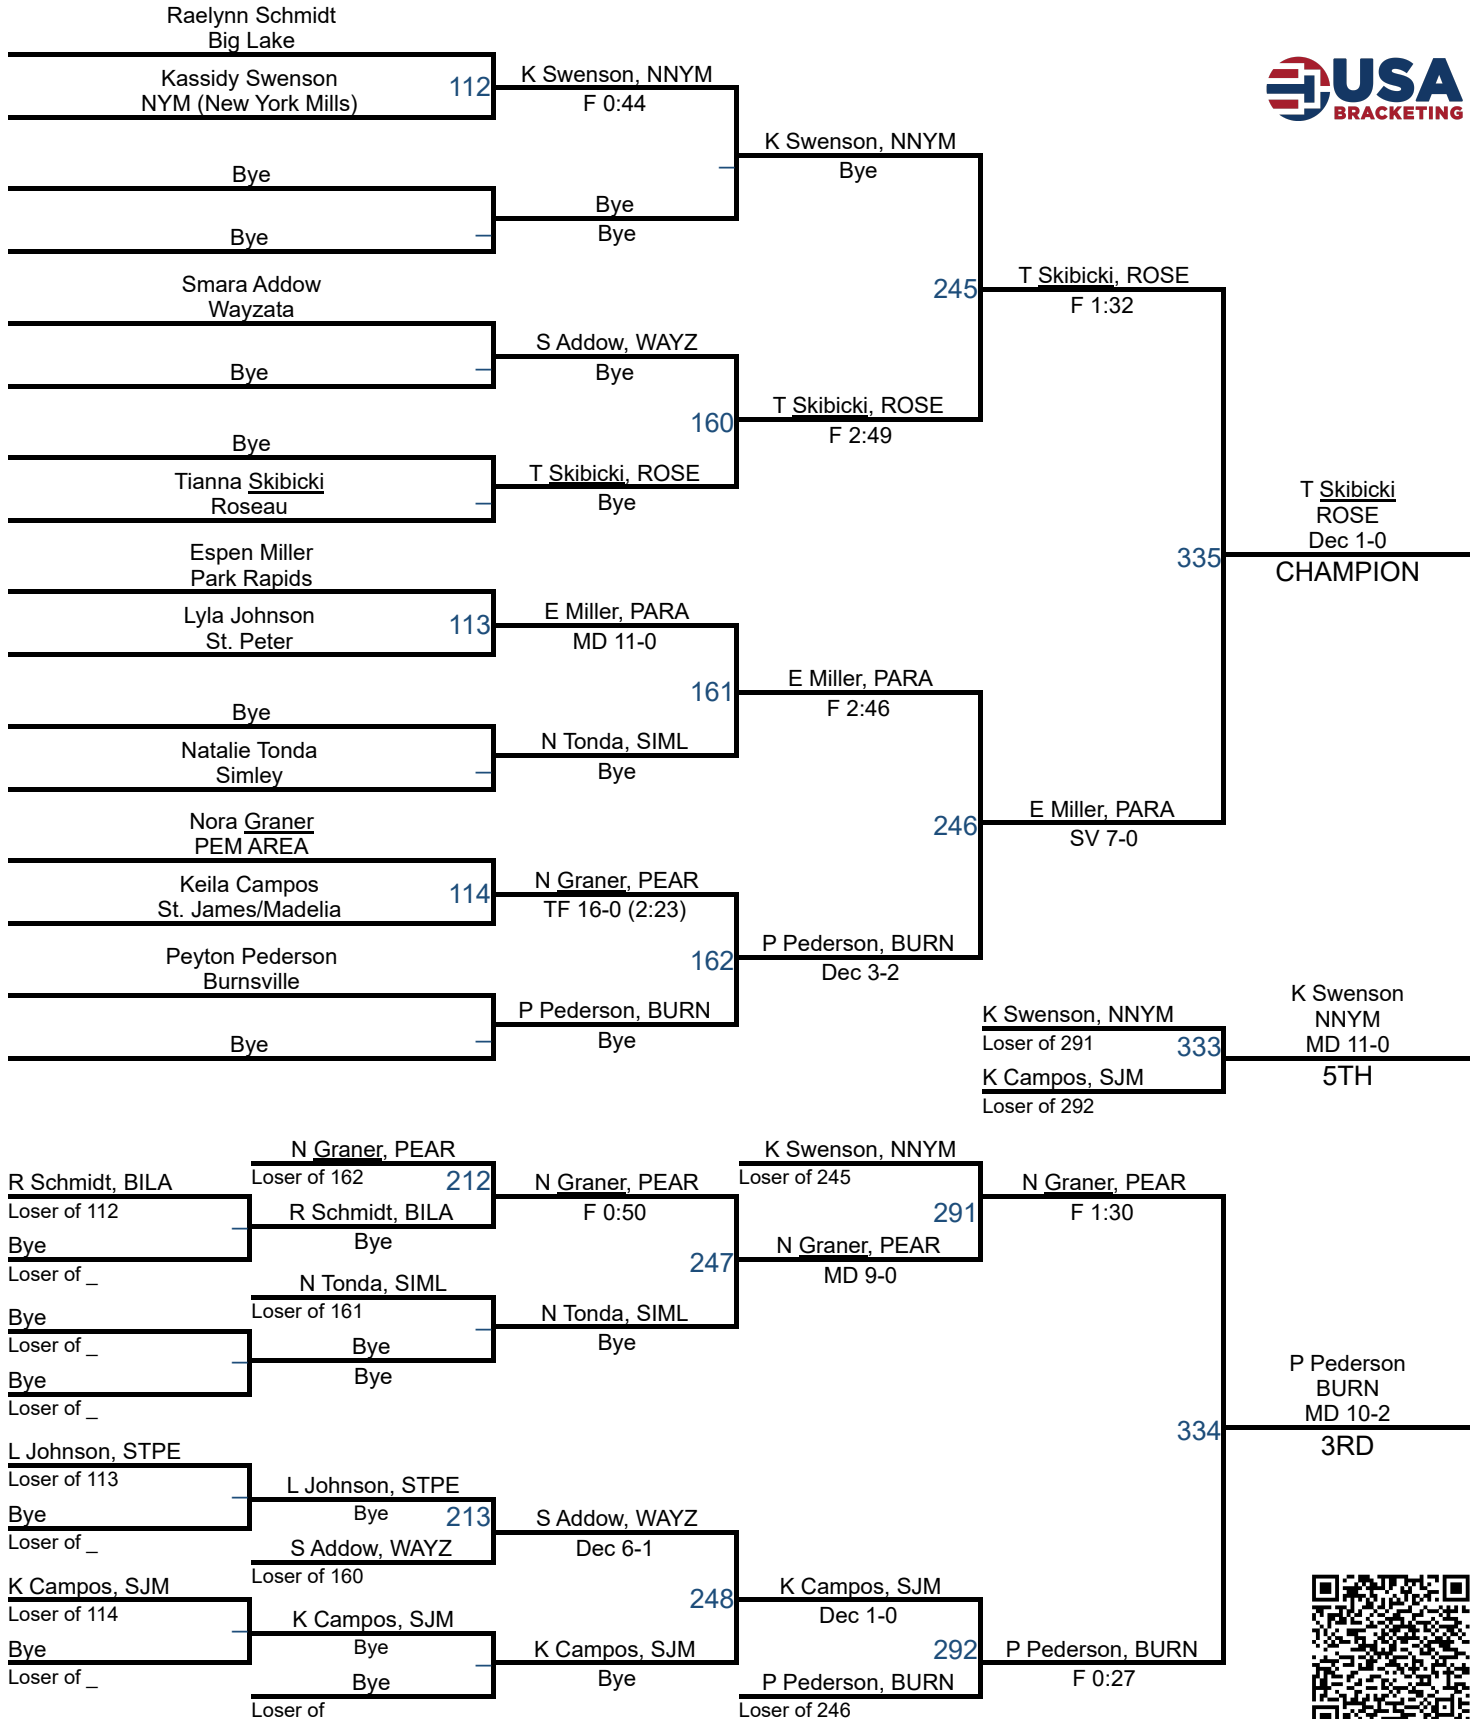 Raelynn Schmidt
Big Lake
Kassidy Swenson
NYM (New York Mills)
112
K Swenson, NNYM
F 0:44
USA
BRACKETING
K Swenson, NNYM
Bye
_
Bye
Bye
_
Bye
Bye
Smara Addow
Wayzata
Bye
_
S Addow, WAYZ
Bye
245
T Skibicki, ROSE
F 1:32
160
T Skibicki, ROSE
F 2:49
Bye
Tianna Skibicki
Roseau
_
T Skibicki, ROSE
Bye
T Skibicki
ROSE
Dec 1-0
CHAMPION
335
Espen Miller
Park Rapids
Lyla Johnson
St. Peter
113
E Miller, PARA
MD 11-0
161
E Miller, PARA
F 2:46
Bye
Natalie Tonda
Simley
_
N Tonda, SIML
Bye
246
E Miller, PARA
SV 7-0
Nora Graner
PEM AREA
Keila Campos
St. James/Madelia
114
N Graner, PEAR
TF 16-0 (2:23)
162
P Pederson, BURN
Dec 3-2
Peyton Pederson
Burnsville
Bye
_
P Pederson, BURN
Bye
K Swenson, NNYM
Loser of 291
333
K Campos, SJM
Loser of 292
K Swenson
NNYM
MD 11-0
5TH
R Schmidt, BILA
Loser of 112
_
Bye
Loser of _
N Graner, PEAR
Loser of 162
212
R Schmidt, BILA
Bye
N Graner, PEAR
F 0:50
K Swenson, NNYM
Loser of 245
291
N Graner, PEAR
MD 9-0
N Graner, PEAR
F 1:30
247
Bye
Loser of _
_
Bye
Loser of _
N Tonda, SIML
Loser of 161
_
Bye
Bye
N Tonda, SIML
Bye
P Pederson
BURN
MD 10-2
3RD
334
L Johnson, STPE
Loser of 113
_
Bye
Loser of _
L Johnson, STPE
Bye
213
S Addow, WAYZ
Loser of 160
S Addow, WAYZ
Dec 6-1
248
K Campos, SJM
Dec 1-0
292
P Pederson, BURN
Loser of 246
P Pederson, BURN
F 0:27
K Campos, SJM
Loser of 114
_
Bye
Loser of _
K Campos, SJM
Bye
_
Bye
Loser of
K Campos, SJM
Bye